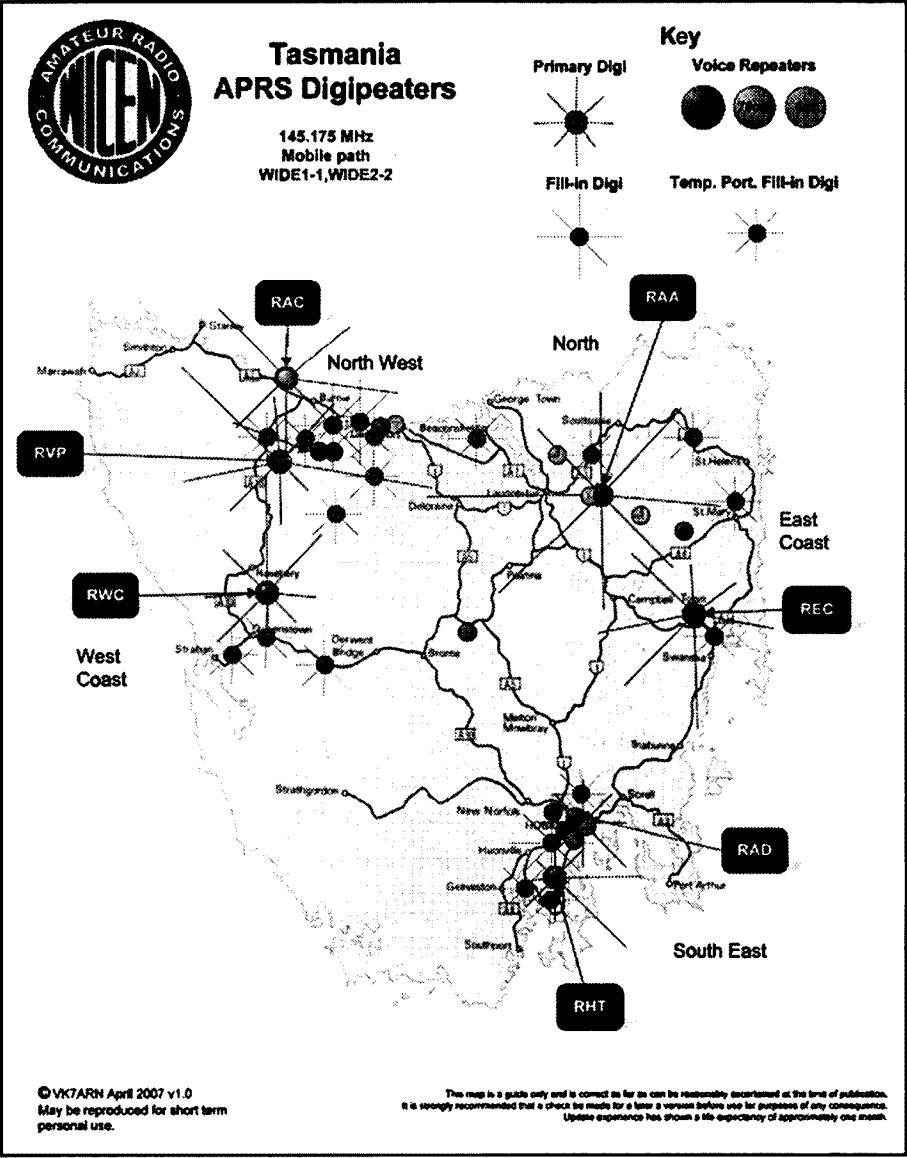 AMATEUR RADIO
WICEN
COMMUNICATIONS
Tasmania
APRS Digipeaters
145.175 MHz
Mobile path
WIDE1-1,WIDE2-2
Key
Primary Digi
Voice Repeaters
Fill-in Digi
Temp. Port. Fill-in Digi
RAC
RAA
Stanley
Smithton
North West
North
Marrawah
Burnie
George Town
Beaconsfield
Scottsdale
RVP
St.Helens
Launceston
Deloraine
St.Marys
East
Coast
Perth
RWC
Rosebery
Campbell Town
REC
Queenstown
Strahan
Derwent
Bridge
West
Coast
Bronte
Swansea
Melton
Mowbray
Triabunna
Strathgordon
Sorell
New Norfolk
Huonville
RAD
Geeveston
Port Arthur
Southport
South East
RHT
© VK7ARN April 2007 v1.0
May be reproduced for short term
personal use.
This map is a guide only and is correct as far as can be reasonably ascertained at the time of publication.
It is strongly recommended that a check be made for a later a version before use for purposes of any consequence.
Update experience has shown a life expectancy of approximately one month.